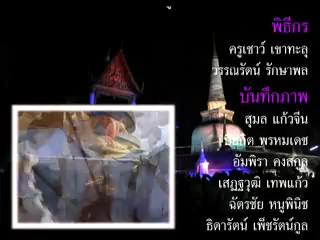 พิธีกร
ครูเชาว์ เขาทะลุ
วรรณรัตน์ รักษาพล
บันทึกภาพ
สุมล แก้วจีน
พรหมเดช
อัมพิรา คงสกุล
เสฎฐวุฒิ เทพแก้ว
ฉัตรชัย หนูพินิช
ธิดารัตน์ เพ็ชรัตน์กูล